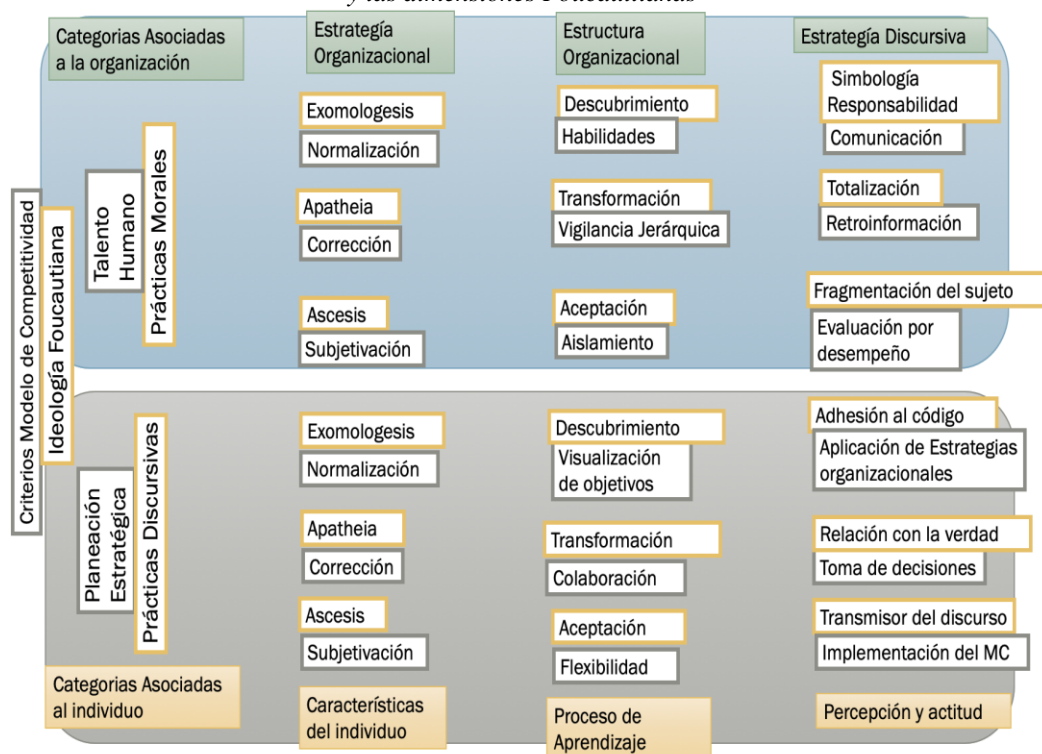 y las dimensiones Foucaultianas
Categorias Asociadas
a la organización
Estrategía
Organizacional
Estructura
Organizacional
Estrategía Discursiva
Criterios Modelo de Competitividad
Ideología Foucautiana
Talento
Humano
Prácticas Morales
Exomologesis
Normalización
Descubrimiento
Habilidades
Simbología
Responsabilidad
Comunicación
Apatheia
Corrección
Transformación
Vigilancia Jerárquica
Totalización
Retroinformación
Ascesis
Subjetivación
Aceptación
Aislamiento
Fragmentación del sujeto
Evaluación por
desempeño
Planeación
Estratégica
Prácticas Discursivas
Exomologesis
Normalización
Descubrimiento
Visualización
de objetivos
Adhesión al código
Aplicación de Estrategias
organizacionales
Apatheia
Corrección
Transformación
Colaboración
Relación con la verdad
Toma de decisiones
Ascesis
Subjetivación
Aceptación
Flexibilidad
Transmisor del discurso
Implementación del MC
Categorias Asociadas
al individuo
Características
del individuo
Proceso de
Aprendizaje
Percepción y actitud